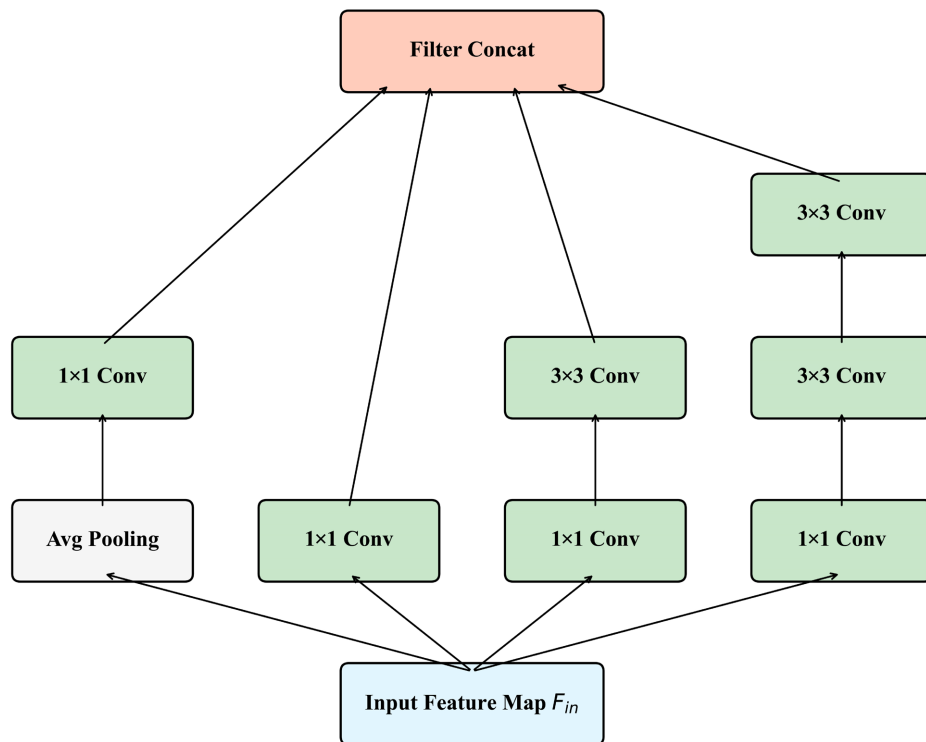 Filter Concat
3×3 Conv
1×1 Conv
3×3 Conv
3×3 Conv
Avg Pooling
1×1 Conv
1×1 Conv
1×1 Conv
Input Feature Map F_in